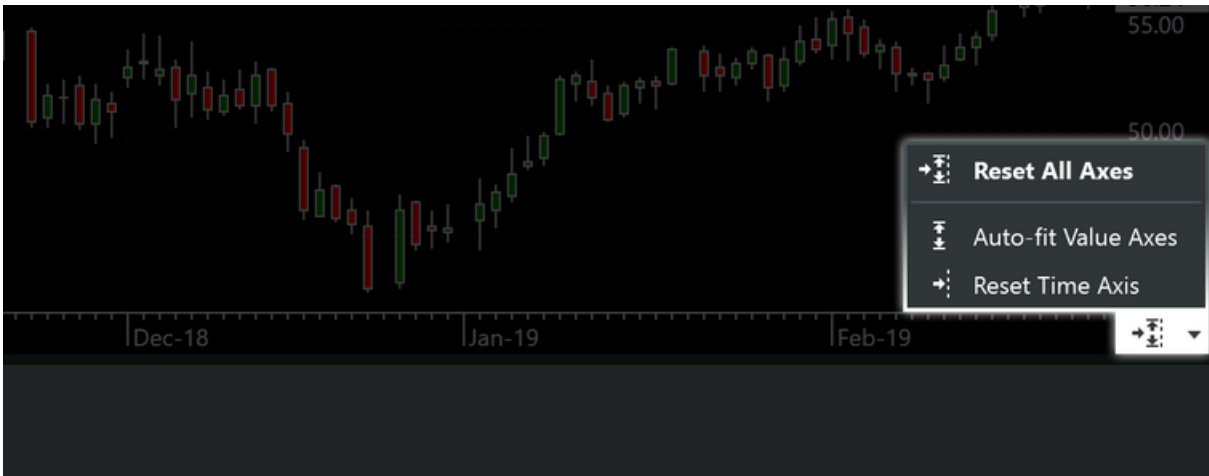 55.00
50.00
Reset All Axes
Auto-fit Value Axes
Reset Time Axis
Dec-18
Jan-19
Feb-19